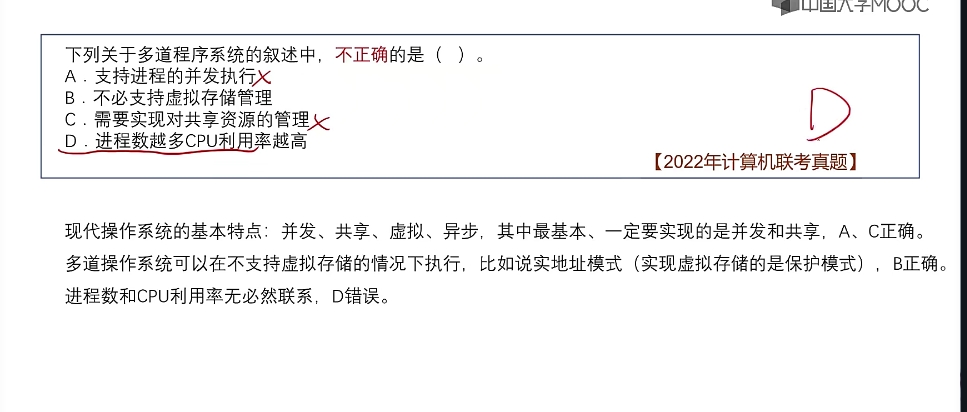 中国大学MOOC
下列关于多道程序系统的叙述中，不正确的是（ ）。
A．支持进程的并发执行
B．不必支持虚拟存储管理
C．需要实现对共享资源的管理
D．进程数越多CPU利用率越高
D
【2022年计算机联考真题】
现代操作系统的基本特点：并发、共享、虚拟、异步，其中最基本、一定要实现的是并发和共享，A、C正确。
多道操作系统可以在不支持虚拟存储的情况下执行，比如说实地址模式（实现虚拟存储的是保护模式），B正确。
进程数和CPU利用率无必然联系，D错误。